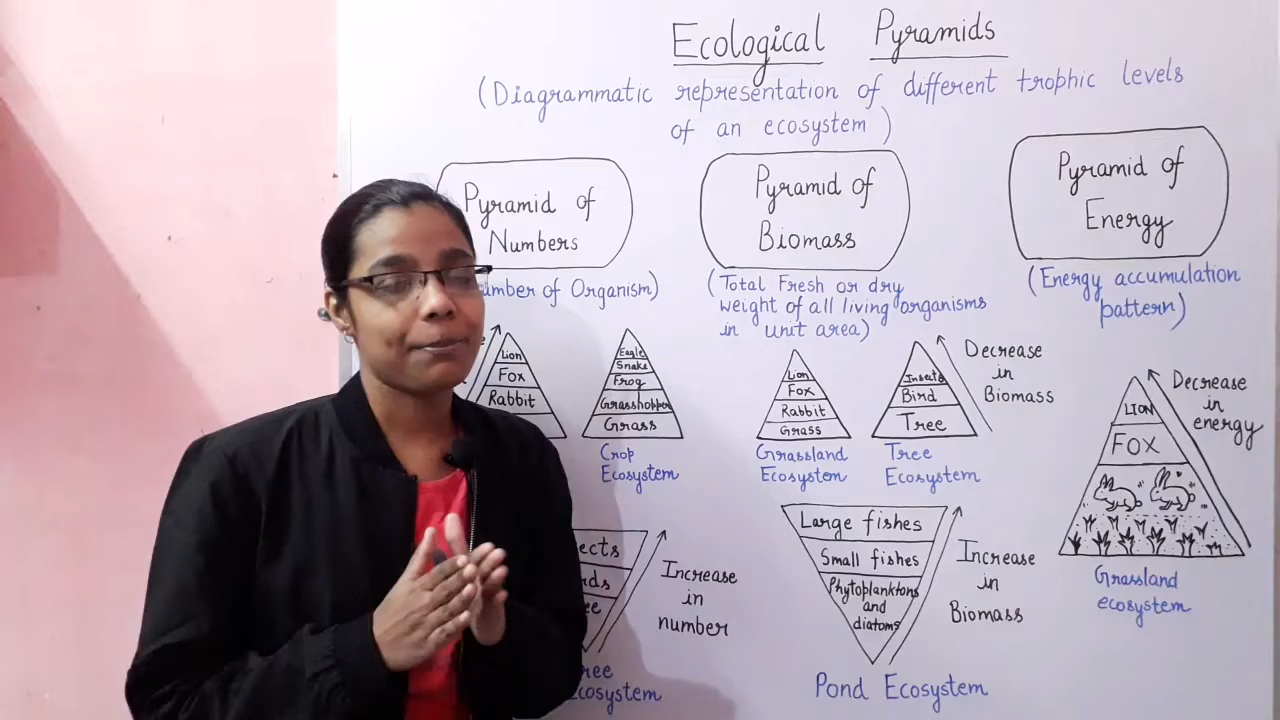 Ecological Pyramids
(Diagrammatic representation of different trophic levels
of an ecosystem)
Pyramid of
Numbers
of Organism)
Lion
Fox
Rabbit
Eagle
Snake
Frog
Grasshopper
Grass
Crop
Ecosystem
Increase
in
number
Pyramid of
Biomass
(Total Fresh or dry
weight of all living organisms
in unit area)
Lion
Fox
Rabbit
Grass
Grassland
Ecosystem
Insects
Bird
Tree
Tree
Ecosystem
Decrease
in
Biomass
Large fishes
Small fishes
Phytoplanktons
and
diatoms
Increase
in
Biomass
Pond Ecosystem
Pyramid of
Energy
(Energy accumulation
pattern)
LION
FOX
Decrease
in
energy
Grassland
ecosystem